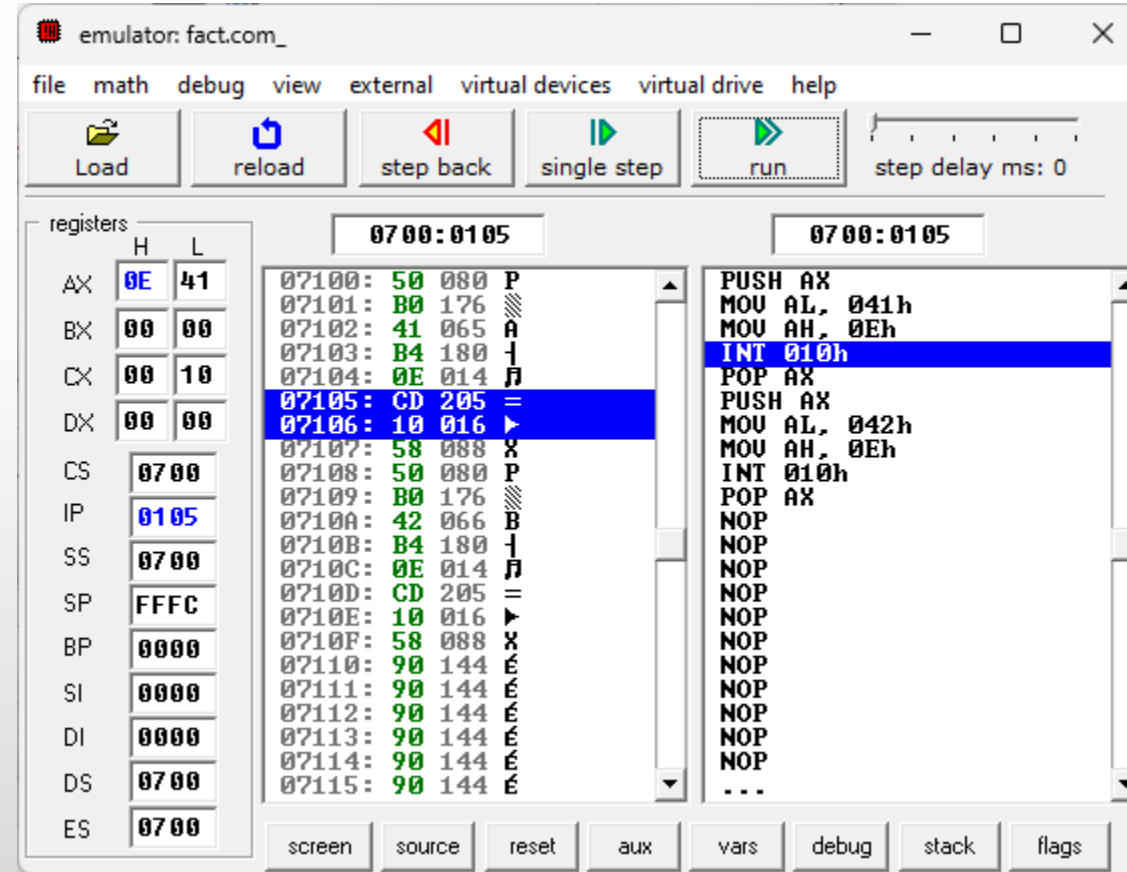 emulator: fact.com_
file math debug view external virtual devices virtual drive help
Load reload step back single step run step delay ms: 0
registers
H L
AX 0E 41
BX 00 00
CX 00 10
DX 00 00
CS 0700
IP 0105
SS 0700
SP FFFC
BP 0000
SI 0000
DI 0000
DS 0700
ES 0700
0700:0105
07100: 50 080 P
07101: B0 176 ▒
07102: 41 065 A
07103: B4 180 ┤
07104: 0E 014 ♫
07105: CD 205 =
07106: 10 016 ►
07107: 58 088 X
07108: 50 080 P
07109: B0 176 ▒
0710A: 42 066 B
0710B: B4 180 ┤
0710C: 0E 014 ♫
0710D: CD 205 =
0710E: 10 016 ►
0710F: 58 088 X
07110: 90 144 É
07111: 90 144 É
07112: 90 144 É
07113: 90 144 É
07114: 90 144 É
07115: 90 144 É
0700:0105
PUSH AX
MOV AL, 041h
MOV AH, 0Eh
INT 010h
POP AX
PUSH AX
MOV AL, 042h
MOV AH, 0Eh
INT 010h
POP AX
NOP
NOP
NOP
NOP
NOP
NOP
NOP
NOP
NOP
NOP
NOP
...
screen source reset aux vars debug stack flags